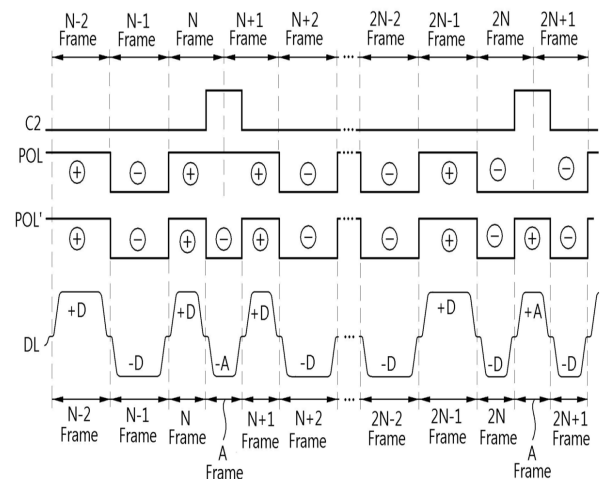 N-2 N-1 N N+1 N+2 2N-2 2N-1 2N 2N+1
Frame Frame Frame Frame Frame Frame Frame Frame Frame
C2
POL
+ - + + - - + - -
POL'
+ - + - + - - + - + -
+D +D +D +D +A
DL
-D -A -D -D -D -D
N-2 N-1 N N+1 N+2 2N-2 2N-1 2N 2N+1
Frame Frame Frame Frame Frame Frame Frame Frame Frame
A A
Frame Frame